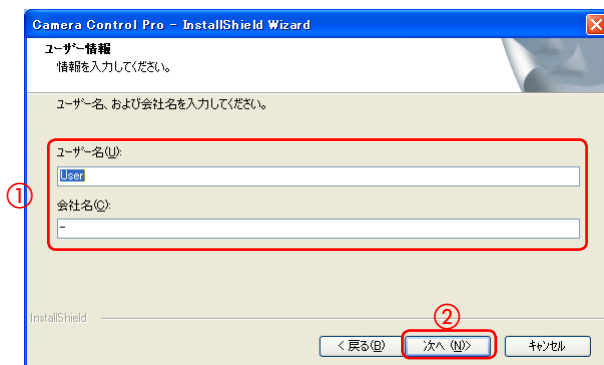 Camera Control Pro - InstallShield Wizard
ユーザー情報
情報を入力してください。
ユーザー名、および会社名を入力してください。
ユーザー名(U):
①
User
会社名(C):
-
InstallShield
②
< 戻る(B)
次へ (N)>
キャンセル